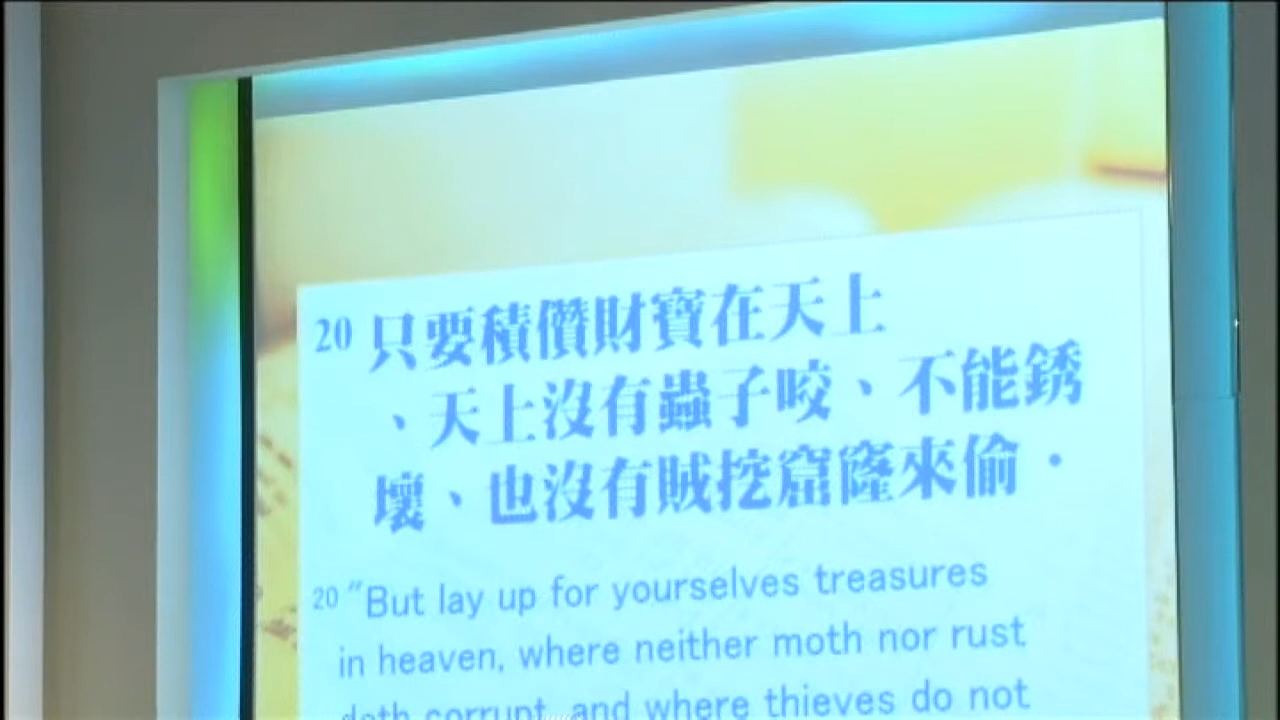 20 只要積儹財寶在天上
、天上沒有蟲子咬、不能銹
壞、也沒有賊挖窟窿來偷．
20 "But lay up for yourselves treasures
in heaven, where neither moth nor rust
doth corrupt, and where thieves do not